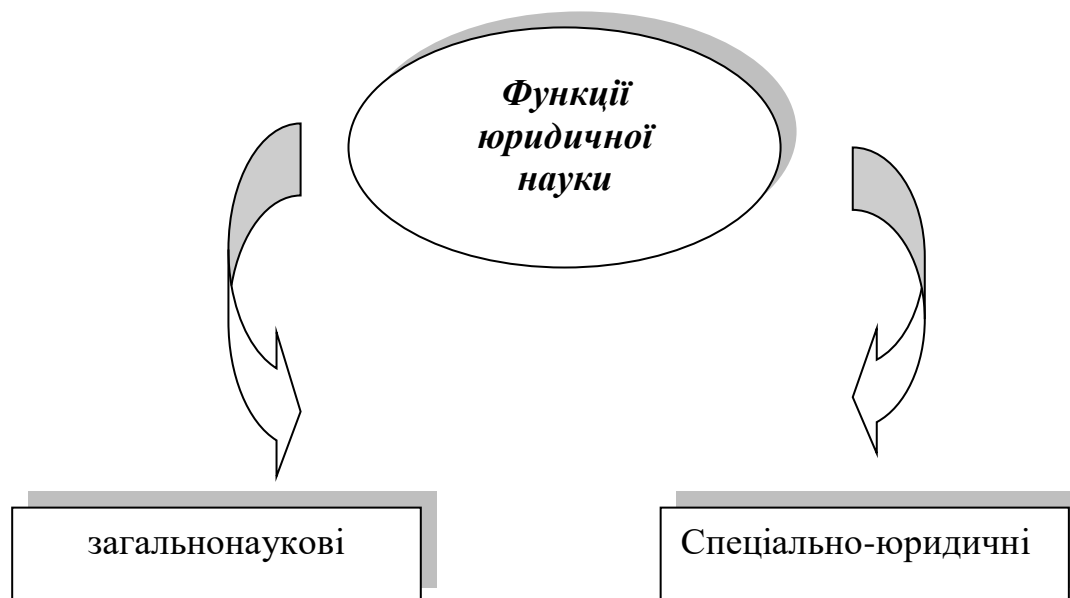 Функції
юридичної
науки
загальнонаукові
Спеціально-юридичні